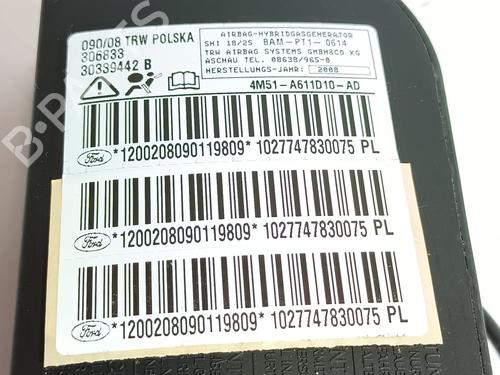 090/08 TRW POLSKA
306833
30339442 B
AIRBAG-HYBRIDGASGENERATOR
SHI 18/25 BAM-PT1-0614
TRW AIRBAG SYSTEMS GMBH&CO KG
ASCHAU TEL. 08638/965-0
HERSTELLUNGS-JAHR: 2008
4M51-A611D10-AD
Ford *1200208090119809*1027747830075 PL
Ford *1200208090119809*1027747830075 PL
Ford *1200208090119809*1027747830075 PL
B-PARTS